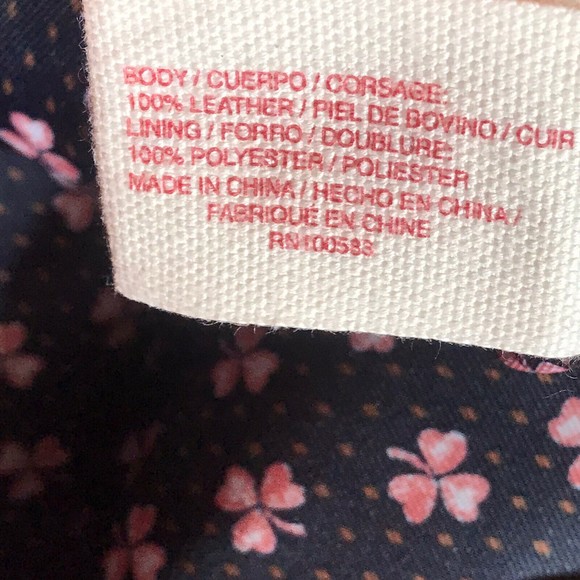 BODY / CUERPO / CORSAGE:
100% LEATHER / PIEL DE BOVINO / CUIR
LINING / FORRO / DOUBLURE:
100% POLYESTER / POLIESTER
MADE IN CHINA / HECHO EN CHINA /
FABRIQUE EN CHINE
RN100583